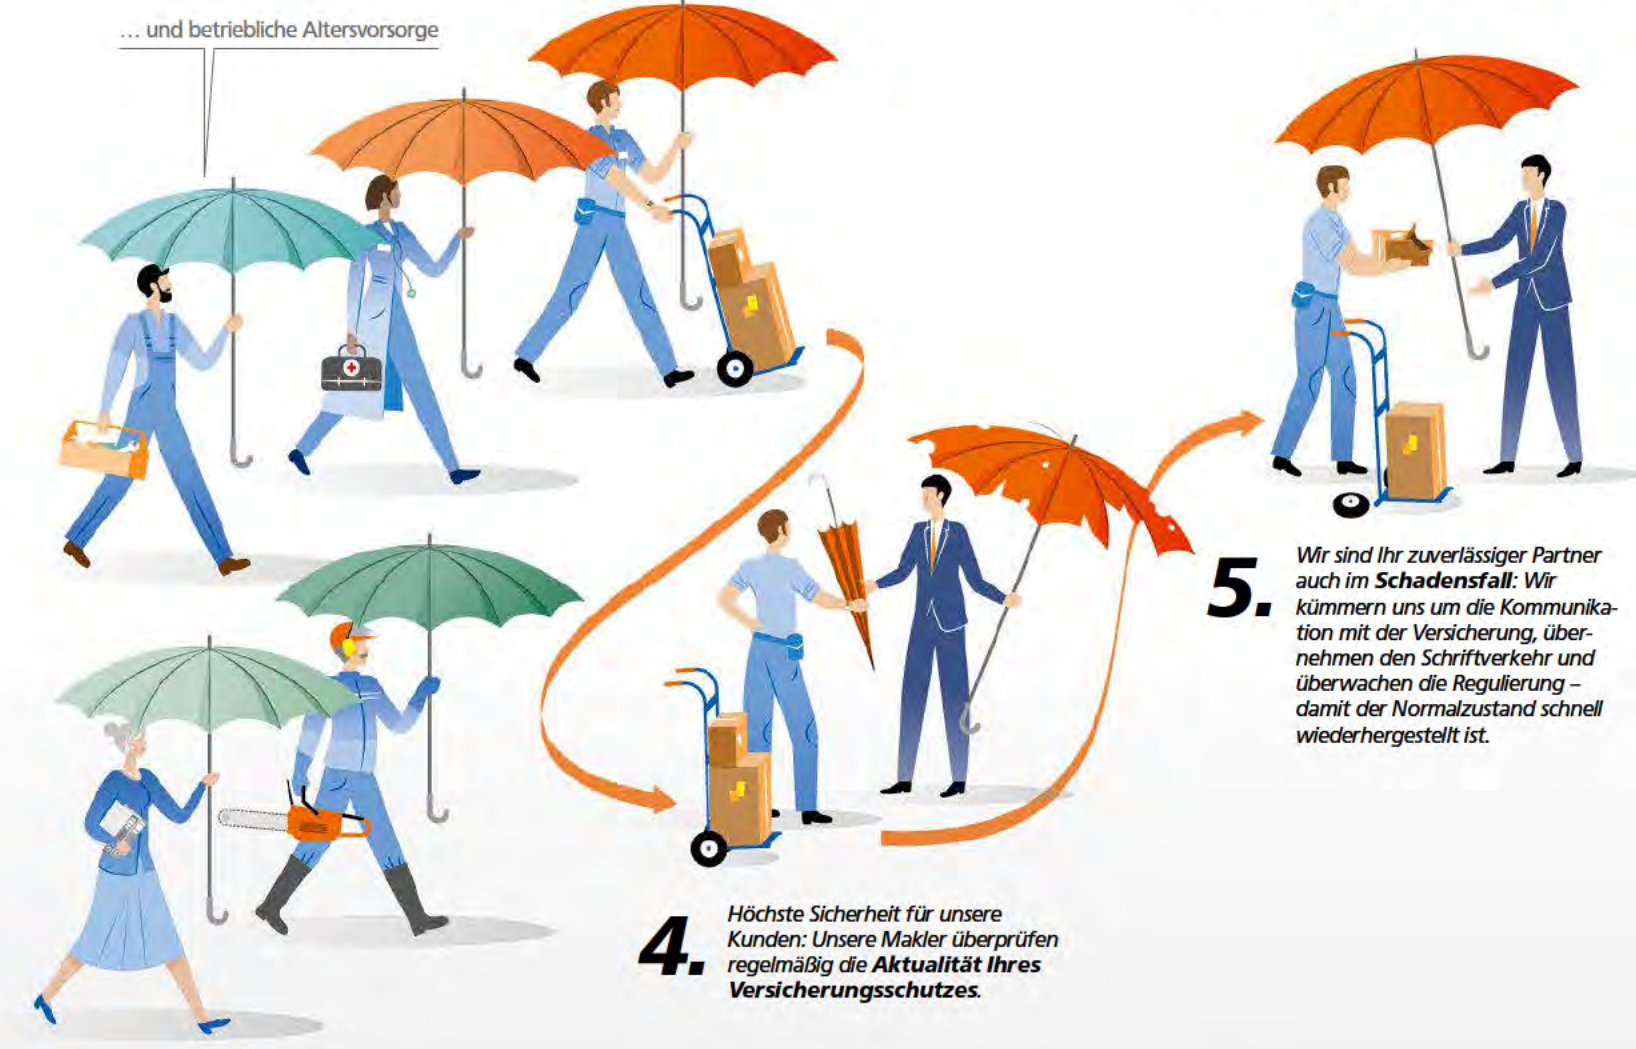 … und betriebliche Altersvorsorge
4.
Höchste Sicherheit für unsere
Kunden: Unsere Makler überprüfen
regelmäßig die Aktualität Ihres
Versicherungsschutzes.
5.
Wir sind Ihr zuverlässiger Partner
auch im Schadensfall: Wir
kümmern uns um die Kommunika-
tion mit der Versicherung, über-
nehmen den Schriftverkehr und
überwachen die Regulierung –
damit der Normalzustand schnell
wiederhergestellt ist.